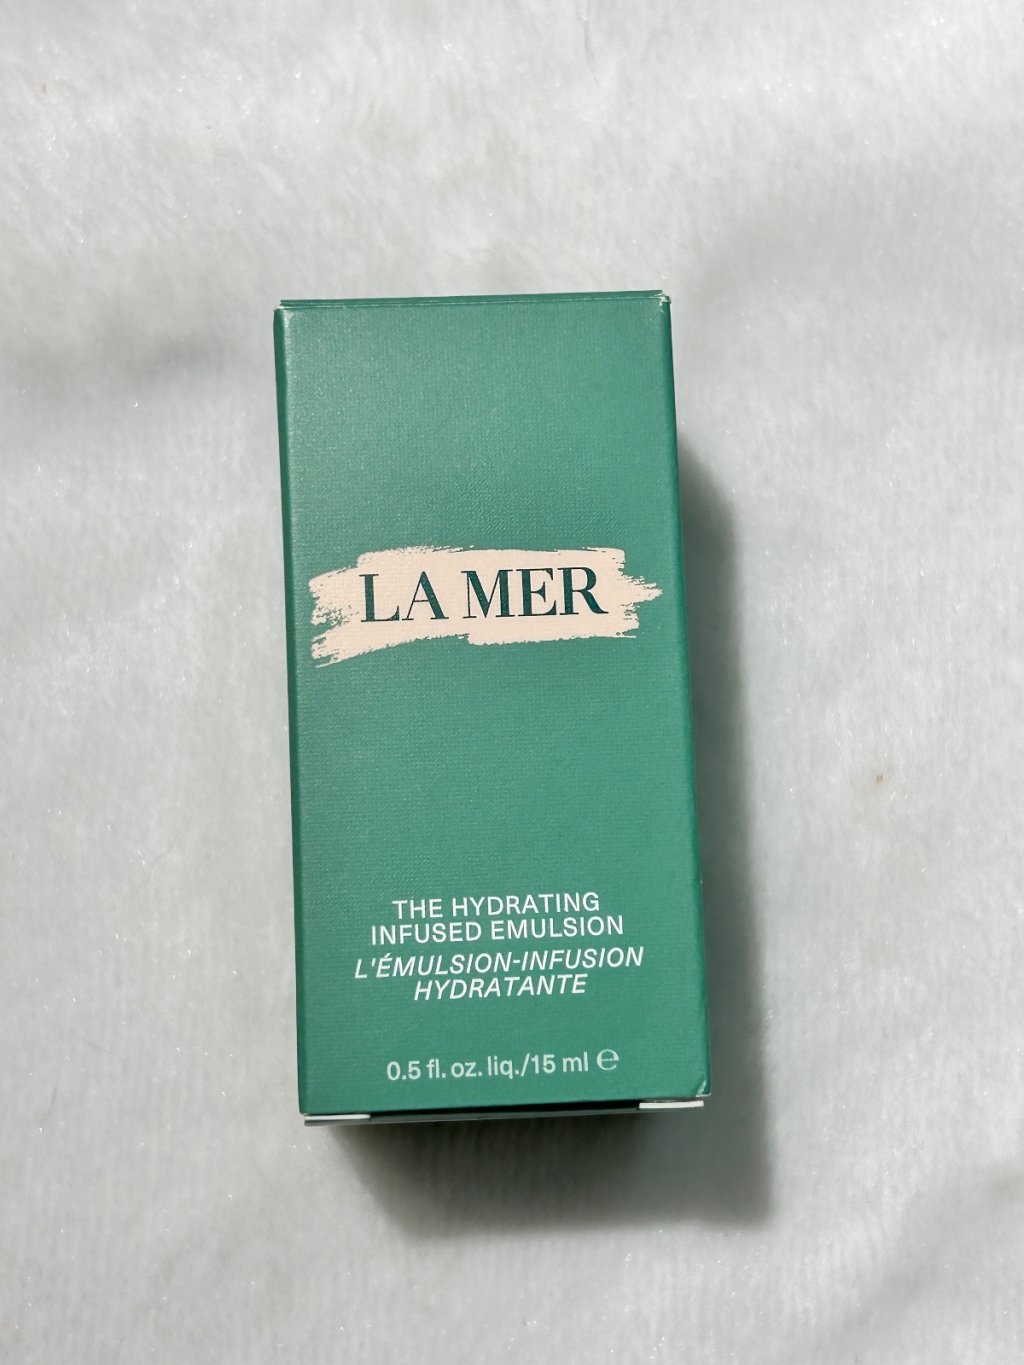 LA MER
THE HYDRATING
INFUSED EMULSION
L'ÉMULSION-INFUSION
HYDRATANTE
0.5 fl. oz. liq./15 ml ℮